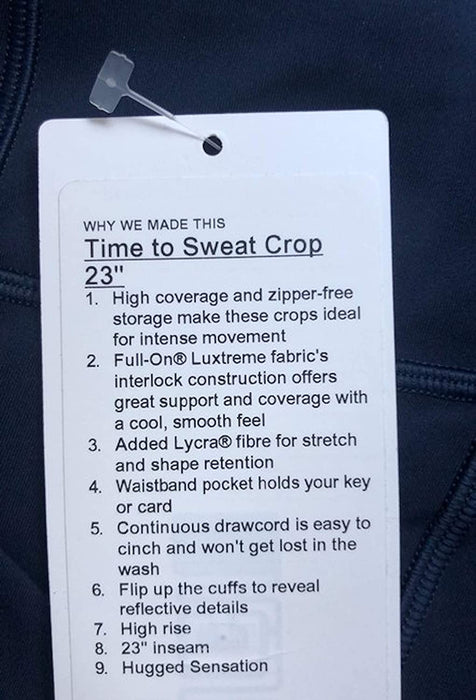 WHY WE MADE THIS
Time to Sweat Crop
23"
1. High coverage and zipper-free
storage make these crops ideal
for intense movement
2. Full-On® Luxtreme fabric's
interlock construction offers
great support and coverage with
a cool, smooth feel
3. Added Lycra® fibre for stretch
and shape retention
4. Waistband pocket holds your key
or card
5. Continuous drawcord is easy to
cinch and won't get lost in the
wash
6. Flip up the cuffs to reveal
reflective details
7. High rise
8. 23" inseam
9. Hugged Sensation